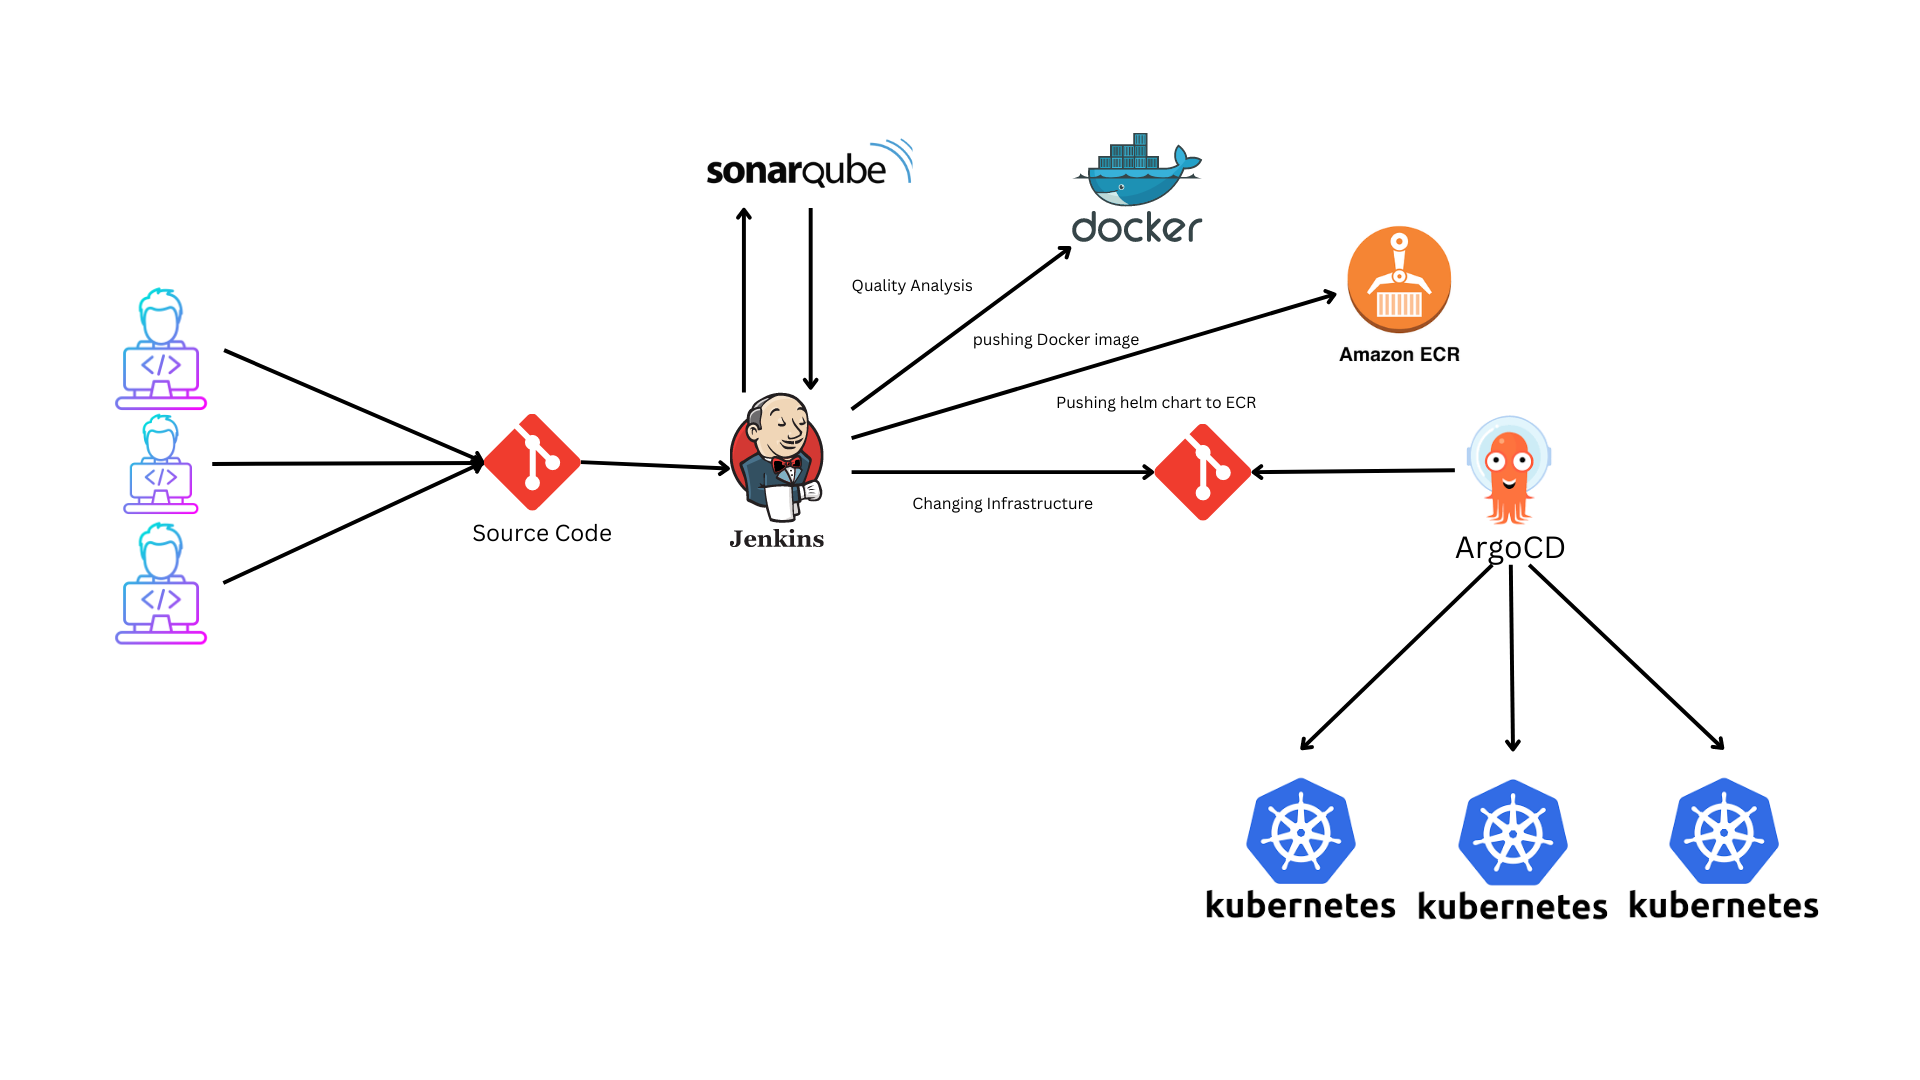 sonarqube
docker
Quality Analysis
pushing Docker image
Amazon ECR
Pushing helm chart to ECR
Changing Infrastructure
Source Code
Jenkins
ArgoCD
</>
</>
</>
kubernetes
kubernetes
kubernetes